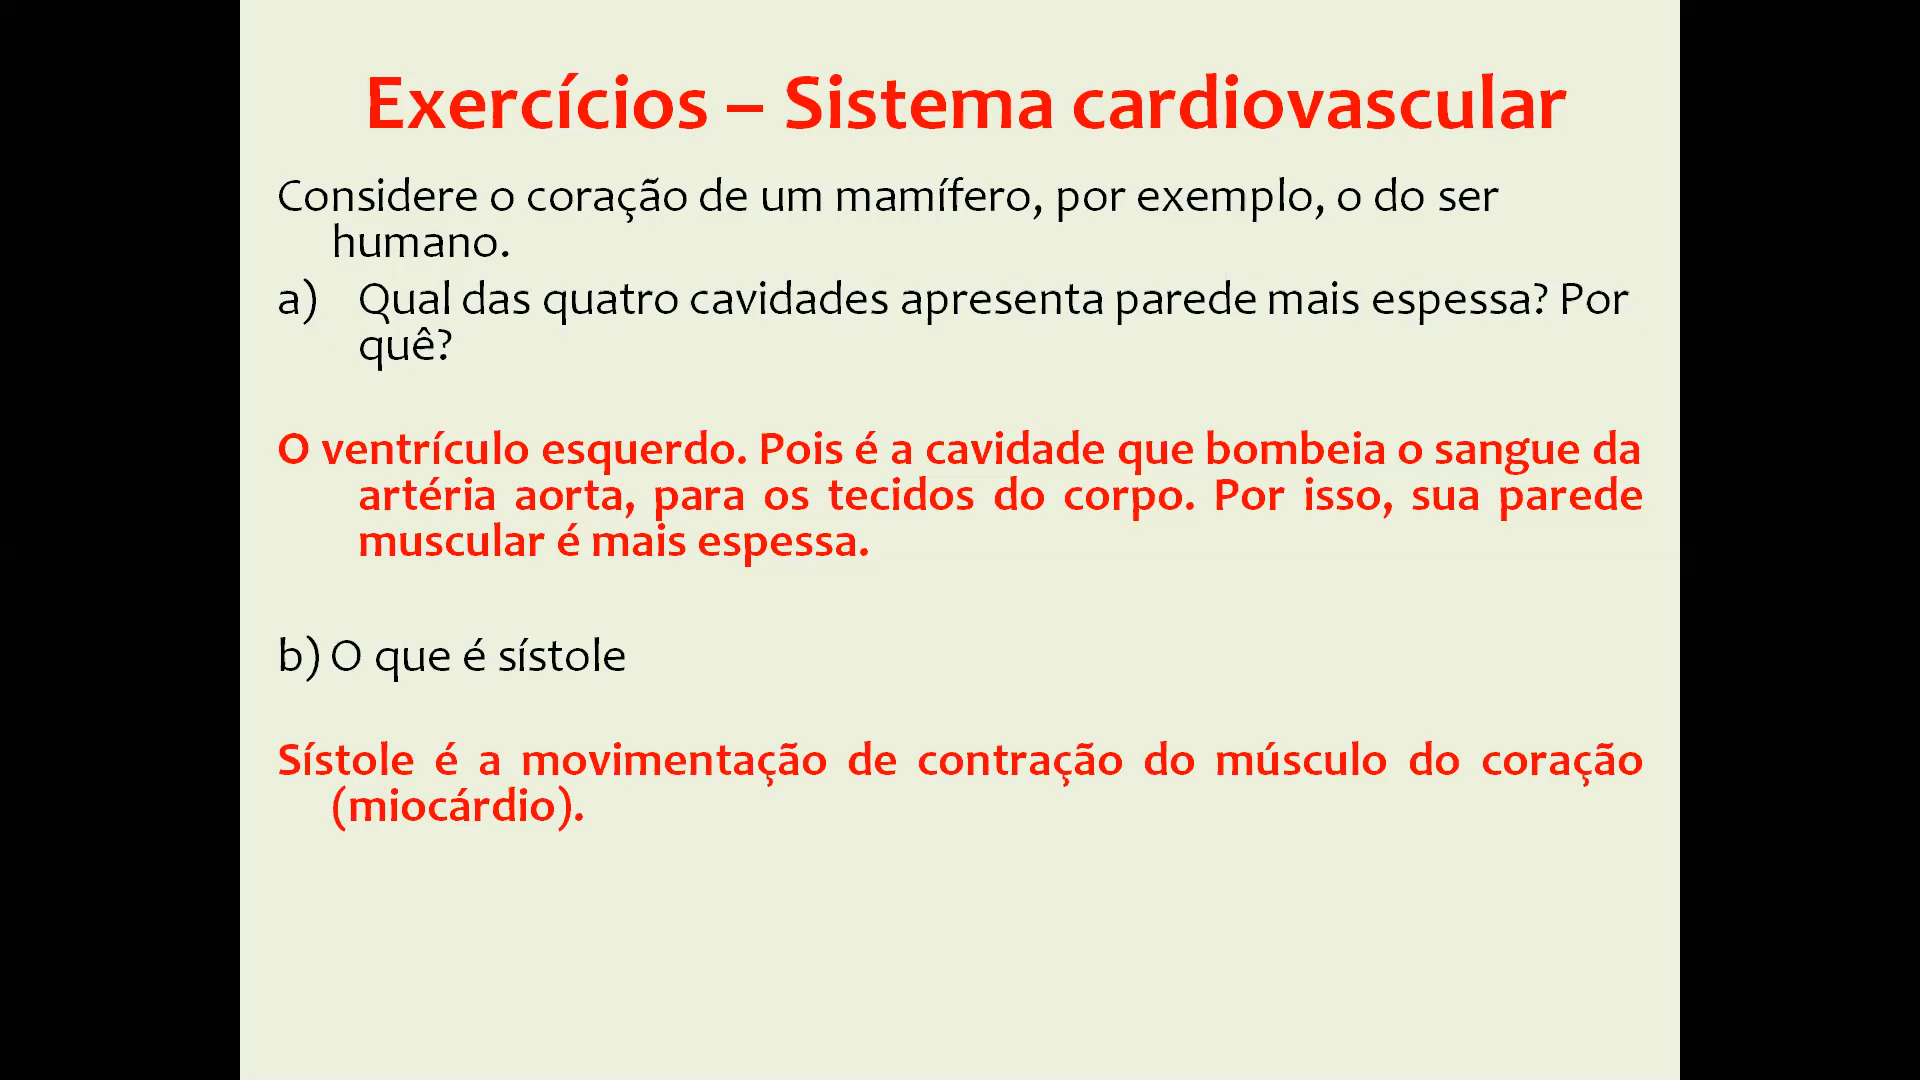 Exercícios – Sistema cardiovascular
Considere o coração de um mamífero, por exemplo, o do ser
humano.
a) Qual das quatro cavidades apresenta parede mais espessa? Por
quê?
O ventrículo esquerdo. Pois é a cavidade que bombeia o sangue da
artéria aorta, para os tecidos do corpo. Por isso, sua parede
muscular é mais espessa.
b) O que é sístole
Sístole é a movimentação de contração do músculo do coração
(miocárdio).